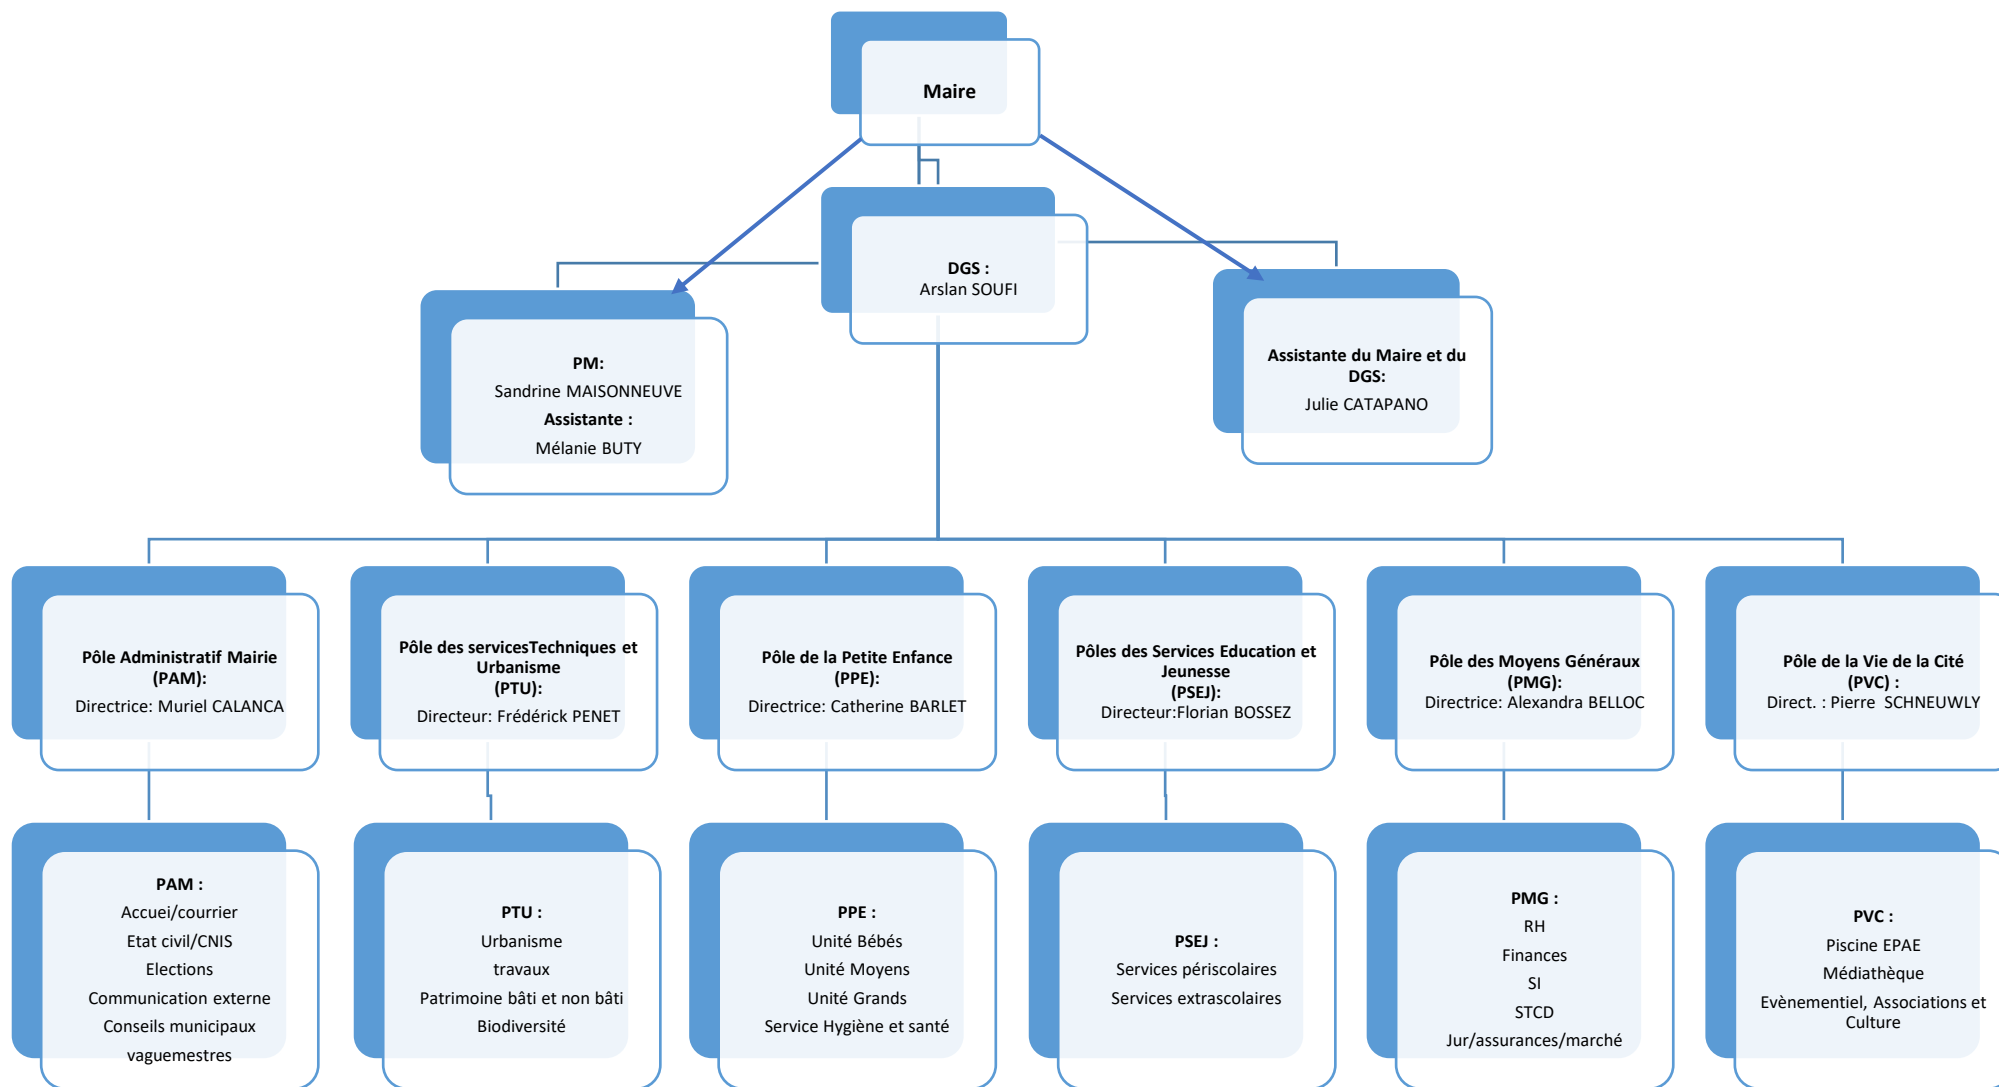 Maire
DGS :
Arslan SOUFI
PM:
Sandrine MAISONNEUVE
Assistante :
Mélanie BUTY
Assistante du Maire et du
DGS:
Julie CATAPANO
Pôle Administratif Mairie
(PAM):
Directrice: Muriel CALANCA
Pôle des servicesTechniques et
Urbanisme
(PTU):
Directeur: Frédérick PENET
Pôle de la Petite Enfance
(PPE):
Directrice: Catherine BARLET
Pôles des Services Education et
Jeunesse
(PSEJ):
Directeur:Florian BOSSEZ
Pôle des Moyens Généraux
(PMG):
Directrice: Alexandra BELLOC
Pôle de la Vie de la Cité
(PVC) :
Direct. : Pierre  SCHNEUWLY
PAM :
Accuei/courrier
Etat civil/CNIS
Elections
Communication externe
Conseils municipaux
vaguemestres
PTU :
Urbanisme
travaux
Patrimoine bâti et non bâti
Biodiversité
PPE :
Unité Bébés
Unité Moyens
Unité Grands
Service Hygiène et santé
PSEJ :
Services périscolaires
Services extrascolaires
PMG :
RH
Finances
SI
STCD
Jur/assurances/marché
PVC :
Piscine EPAE
Médiathèque
Evènementiel, Associations et
Culture